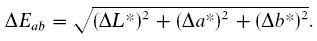 ΔE_ab = √((ΔL*)² + (Δa*)² + (Δb*)²).